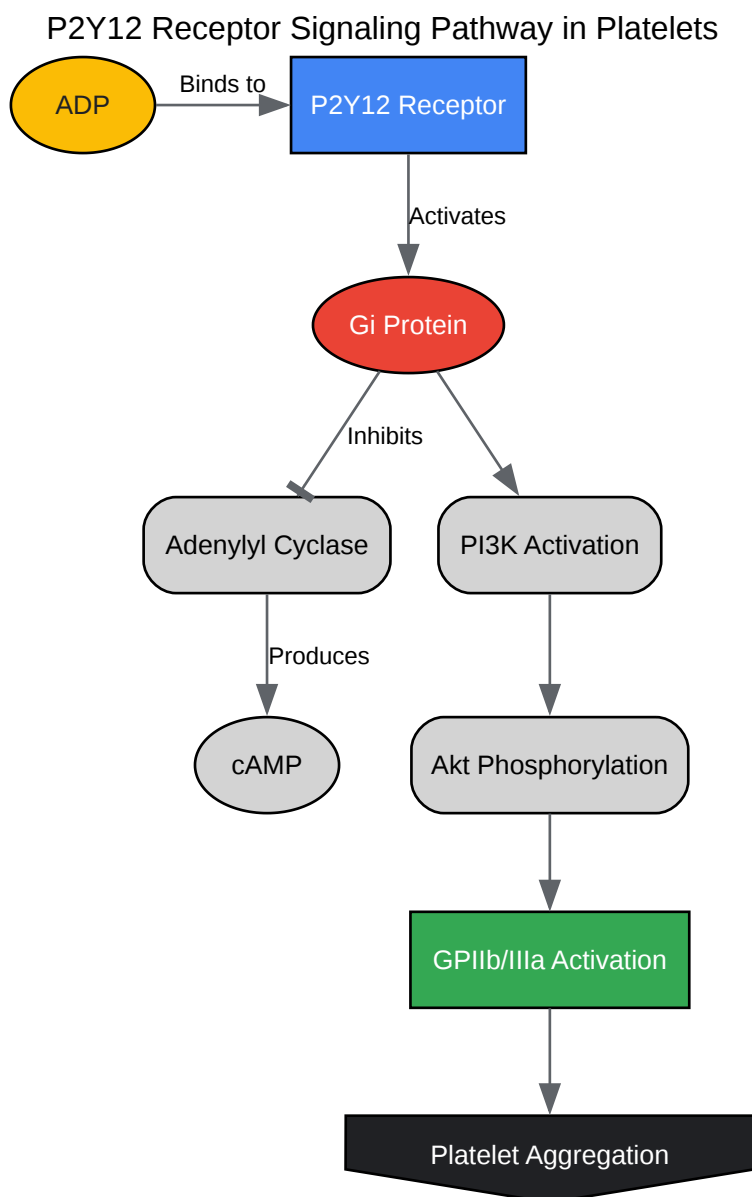 P2Y12 Receptor Signaling Pathway in Platelets
ADP
Binds to
P2Y12 Receptor
Activates
Gi Protein
Inhibits
Adenylyl Cyclase
PI3K Activation
Produces
cAMP
Akt Phosphorylation
GPIIb/IIIa Activation
Platelet Aggregation